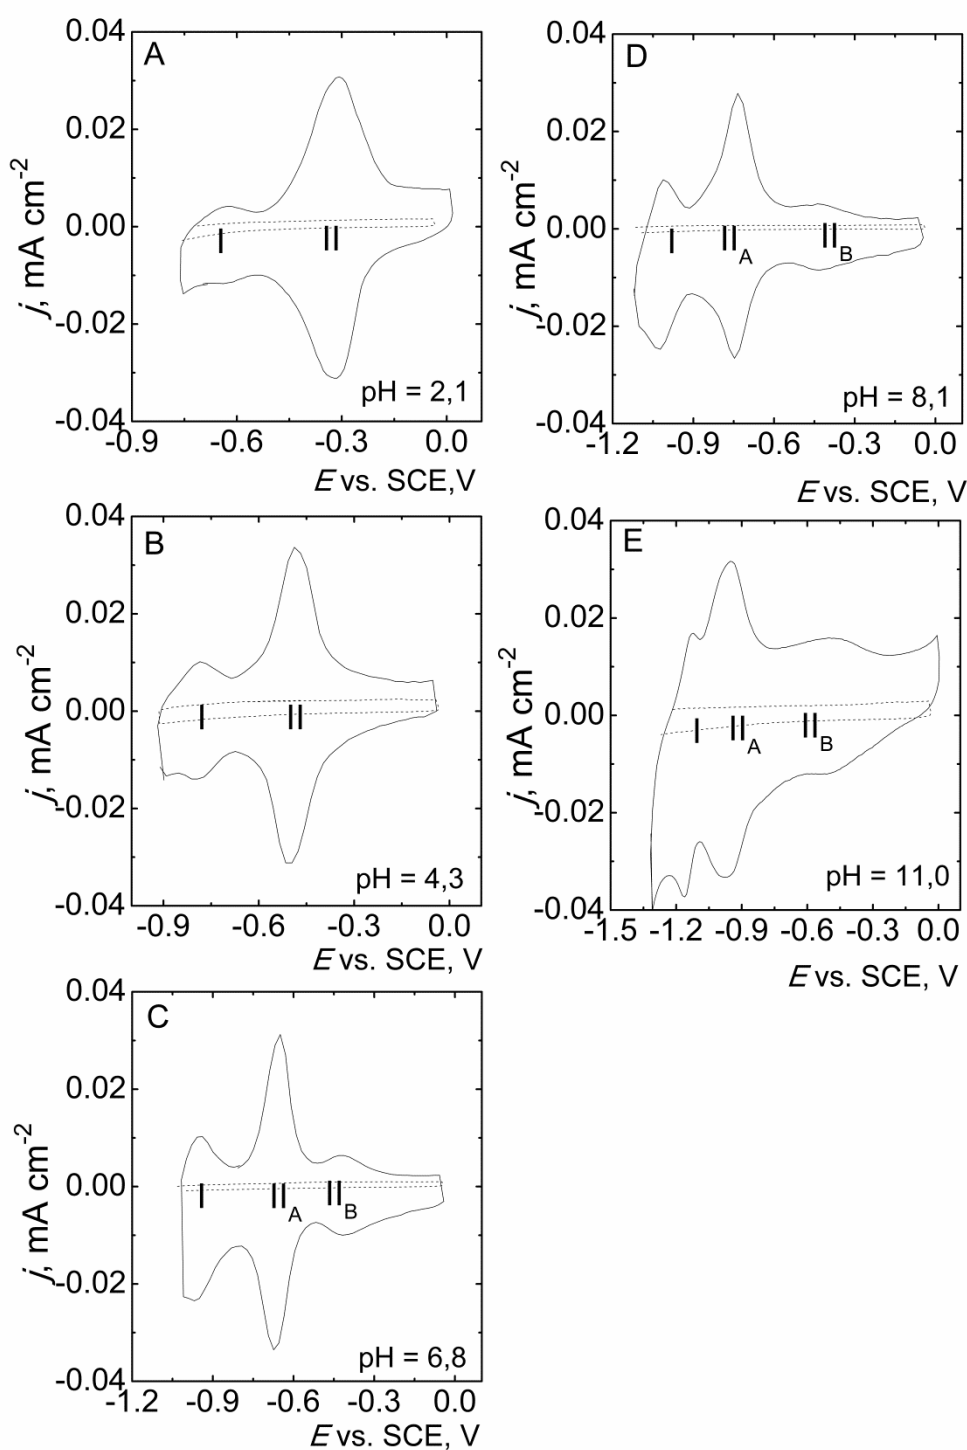 A
0.04
0.02
0.00
-0.02
-0.04
j, mA cm-2
I
II
pH = 2,1
-0.9
-0.6
-0.3
0.0
E vs. SCE,V
B
0.04
0.02
0.00
-0.02
-0.04
j, mA cm-2
I
II
pH = 4,3
-0.9
-0.6
-0.3
0.0
E vs. SCE, V
C
0.04
0.02
0.00
-0.02
-0.04
j, mA cm-2
I
IIA
IIB
pH = 6,8
-1.2
-0.9
-0.6
-0.3
0.0
E vs. SCE, V
D
0.04
0.02
0.00
-0.02
-0.04
j, mA cm-2
I
IIA
IIB
pH = 8,1
-1.2
-0.9
-0.6
-0.3
0.0
E vs. SCE, V
E
0.04
0.02
0.00
-0.02
-0.04
j, mA cm-2
I
IIA
IIB
pH = 11,0
-1.5
-1.2
-0.9
-0.6
-0.3
0.0
E vs. SCE, V